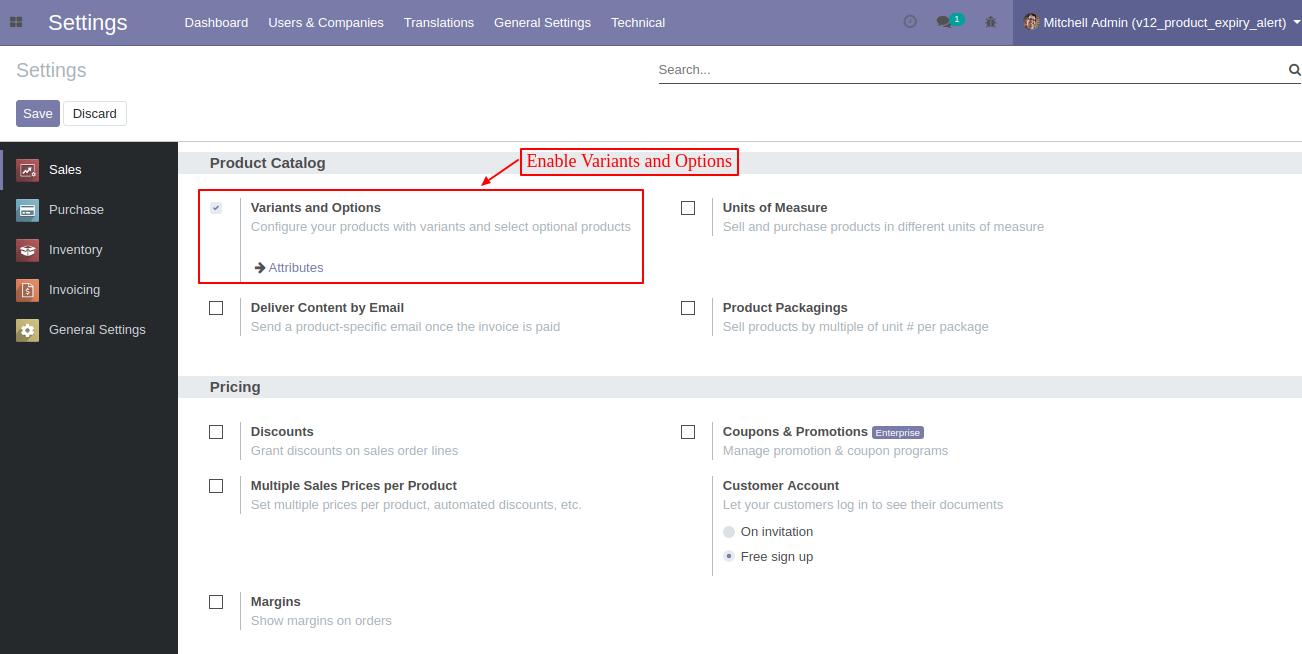 Settings Dashboard Users & Companies Translations General Settings Technical 1 Mitchell Admin (v12_product_expiry_alert)
Settings Search...
Save Discard
Sales
Purchase
Inventory
Invoicing
General Settings
Product Catalog
Enable Variants and Options
Variants and Options
Configure your products with variants and select optional products
Attributes
Units of Measure
Sell and purchase products in different units of measure
Deliver Content by Email
Send a product-specific email once the invoice is paid
Product Packagings
Sell products by multiple of unit # per package
Pricing
Discounts
Grant discounts on sales order lines
Coupons & Promotions Enterprise
Manage promotion & coupon programs
Multiple Sales Prices per Product
Set multiple prices per product, automated discounts, etc.
Customer Account
Let your customers log in to see their documents
On invitation
Free sign up
Margins
Show margins on orders